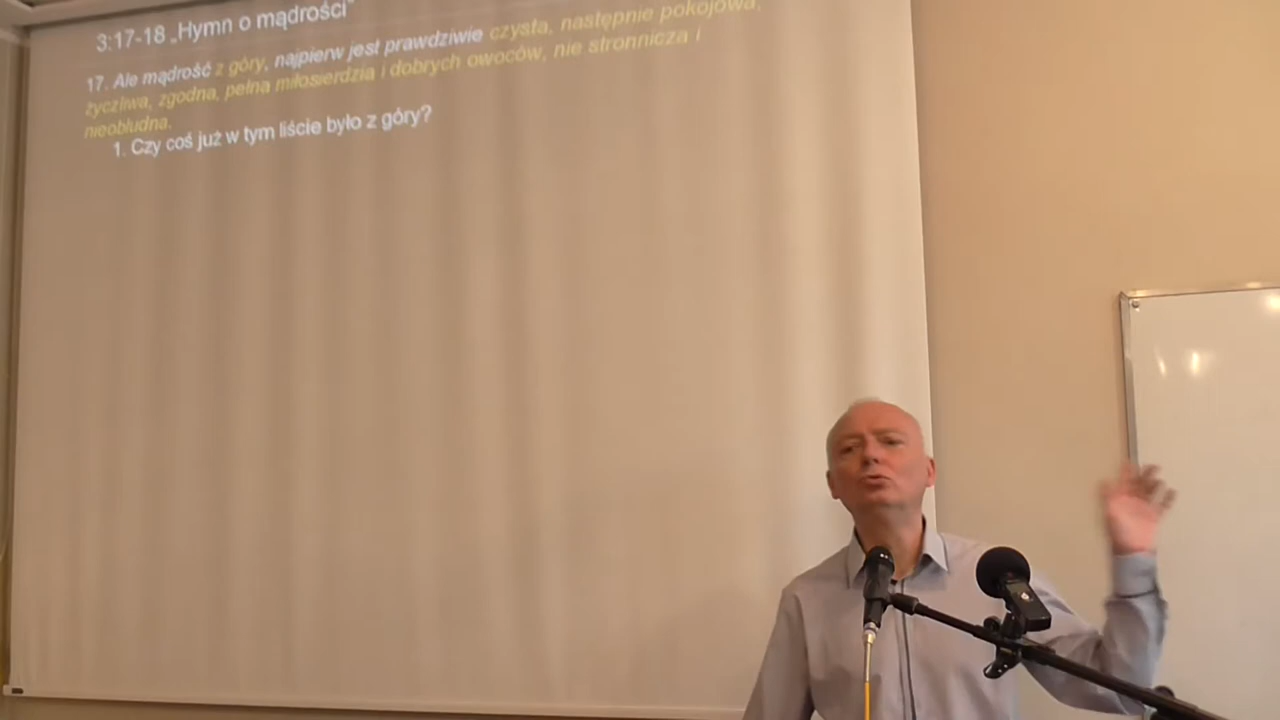 3:17-18 „Hymn o mądrości”
17. Ale mądrość z góry, najpierw jest prawdziwie czysta, następnie pokojowa,
życzliwa, zgodna, pełna miłosierdzia i dobrych owoców, nie stronnicza i
nieobłudna.
1. Czy coś już w tym liście było z góry?